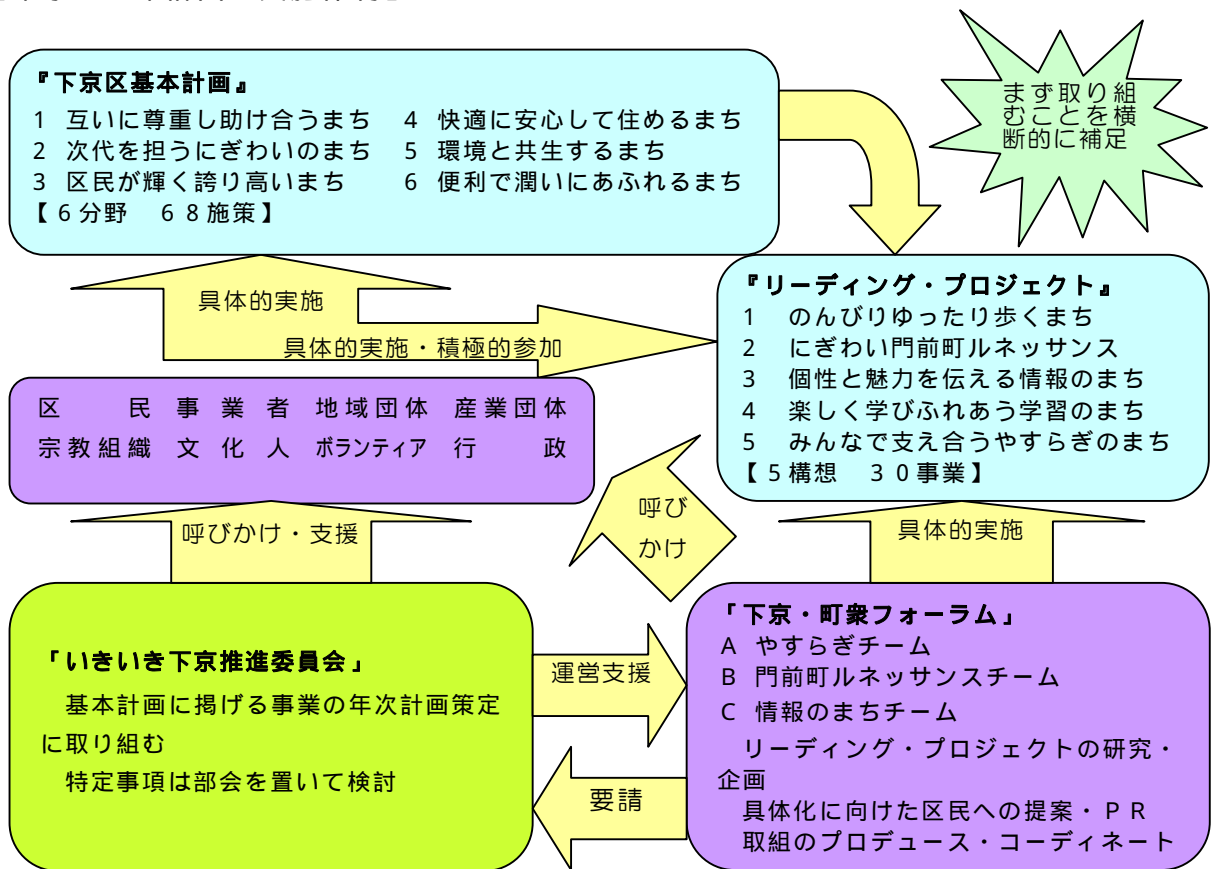 『下京区基本計画』
1 互いに尊重し助け合うまち 4 快適に安心して住めるまち
2 次代を担うにぎわいのまち 5 環境と共生するまち
3 区民が輝く誇り高いまち 6 便利で潤いにあふれるまち
【6分野 68施策】
まず取り組
むことを横
断的に補足
『リーディング・プロジェクト』
1 のんびりゆったり歩くまち
2 にぎわい門前町ルネッサンス
3 個性と魅力を伝える情報のまち
4 楽しく学びふれあう学習のまち
5 みんなで支え合うやすらぎのまち
【5構想 30事業】
具体的実施
具体的実施・積極的参加
区民 事業者 地域団体 産業団体
宗教組織 文化人 ボランティア 行政
呼びかけ・支援
呼び
かけ
具体的実施
「いきいき下京推進委員会」
基本計画に掲げる事業の年次計画策定
に取り組む
特定事項は部会を置いて検討
運営支援
要請
「下京・町衆フォーラム」
A やすらぎチーム
B 門前町ルネッサンスチーム
C 情報のまちチーム
リーディング・プロジェクトの研究・
企画
具体化に向けた区民への提案・PR
取組のプロデュース・コーディネート